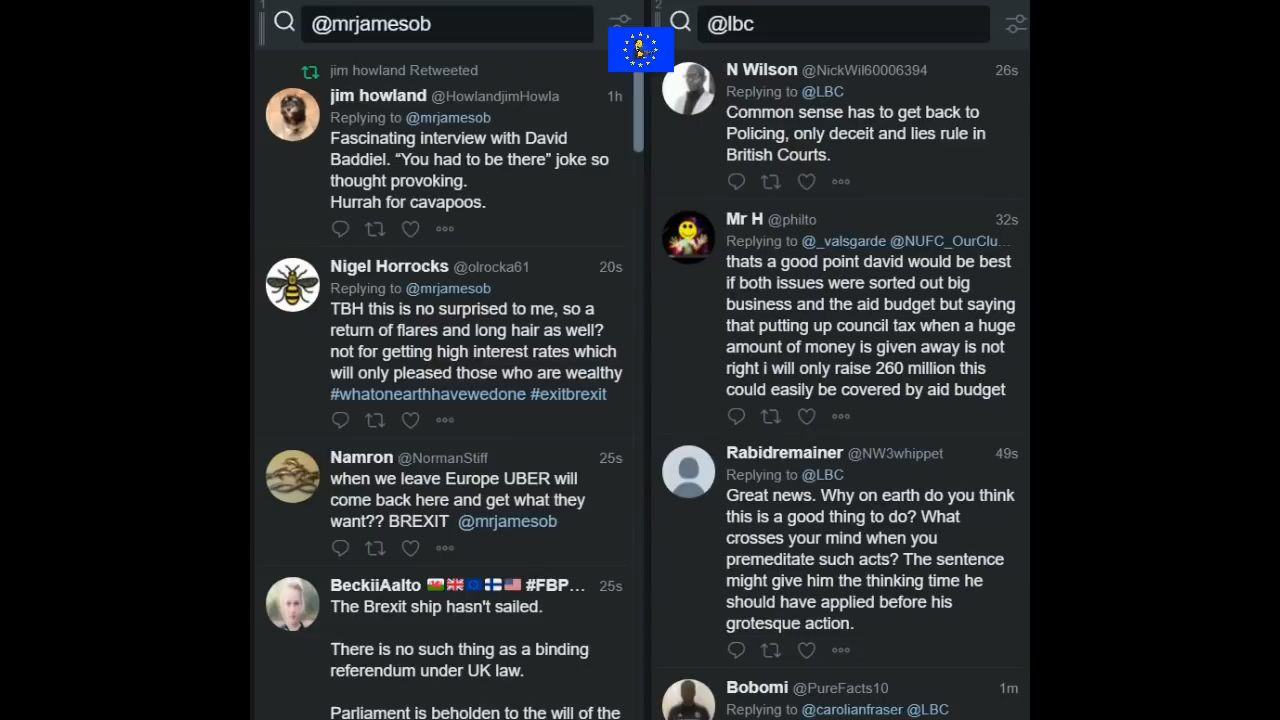 1
@mrjamesob
jim howland Retweeted
jim howland @HowlandjimHowla 1h
Replying to @mrjamesob
Fascinating interview with David
Baddiel. “You had to be there” joke so
thought provoking.
Hurrah for cavapoos.
Nigel Horrocks @olrocka61 20s
Replying to @mrjamesob
TBH this is no surprised to me, so a
return of flares and long hair as well?
not for getting high interest rates which
will only pleased those who are wealthy
#whatonearthhavewedone #exitbrexit
Namron @NormanStiff 25s
when we leave Europe UBER will
come back here and get what they
want?? BREXIT @mrjamesob
BeckiiAalto 🏴󠁧󠁢󠁷󠁬󠁳󠁿🇬🇧🇪🇺🇫🇮🇺🇸 #FBP... 25s
The Brexit ship hasn't sailed.
There is no such thing as a binding
referendum under UK law.
Parliament is beholden to the will of the
2
@lbc
N Wilson @NickWil60006394 26s
Replying to @LBC
Common sense has to get back to
Policing, only deceit and lies rule in
British Courts.
Mr H @philto 32s
Replying to @_valsgarde @NUFC_OurClu...
thats a good point david would be best
if both issues were sorted out big
business and the aid budget but saying
that putting up council tax when a huge
amount of money is given away is not
right i will only raise 260 million this
could easily be covered by aid budget
Rabidremainer @NW3whippet 49s
Replying to @LBC
Great news. Why on earth do you think
this is a good thing to do? What
crosses your mind when you
premeditate such acts? The sentence
might give him the thinking time he
should have applied before his
grotesque action.
Bobomi @PureFacts10 1m
Replying to @carolianfraser @LBC